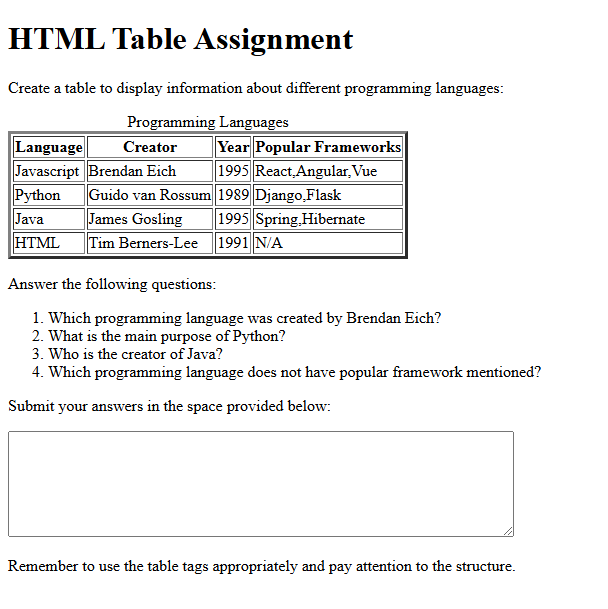 HTML Table Assignment
Create a table to display information about different programming languages:
Programming Languages
Language Creator Year Popular Frameworks
Javascript Brendan Eich 1995 React,Angular,Vue
Python Guido van Rossum 1989 Django,Flask
Java James Gosling 1995 Spring,Hibernate
HTML Tim Berners-Lee 1991 N/A
Answer the following questions:
1. Which programming language was created by Brendan Eich?
2. What is the main purpose of Python?
3. Who is the creator of Java?
4. Which programming language does not have popular framework mentioned?
Submit your answers in the space provided below:
Remember to use the table tags appropriately and pay attention to the structure.